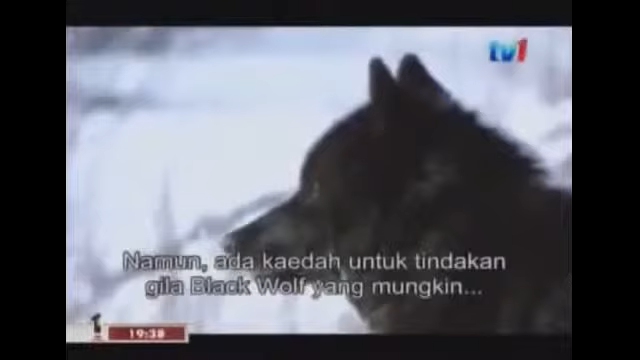 tv1
Namun, ada kaedah untuk tindakan
gila Black Wolf yang mungkin...
19:38